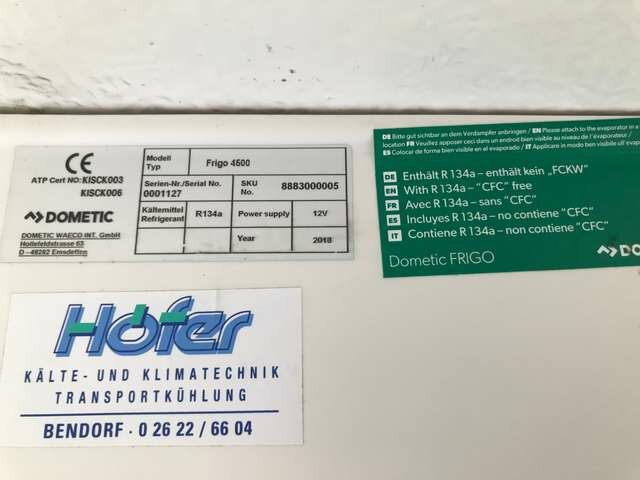 CE
ATP Cert NO: KISCK003
KISCK006
DOMETIC
DOMETIC WAECO INT. GmbH
Hollefeldstrasse 63
D -48282 Emsdetten
Modell
Typ
Frigo 4500
Serien-Nr./Serial No.
0001127
SKU
No.
8883000005
Kältemittel
Refrigerant
R134a
Power supply
12V
Year
2018
DE Bitte gut sichtbar an dem Verdampfer anbringen / EN Please attach to the evaporator in a
location FR Veuillez apposer ceci dans un endroit bien visible au niveau de l'évaporateur /
ES Colocar de forma bien visible en el evaporador / IT Applicare in modo ben visibile all'
DE Enthält R 134a – enthält kein „FCKW"
EN With R 134a – "CFC" free
FR Avec R 134a – sans "CFC"
ES Incluyes R 134a – no contiene "CFC"
IT Contiene R 134a – non contiene "CFC"
Dometic FRIGO
Höfer
KÄLTE- UND KLIMATECHNIK
TRANSPORTKÜHLUNG
BENDORF · 0 26 22 / 66 04